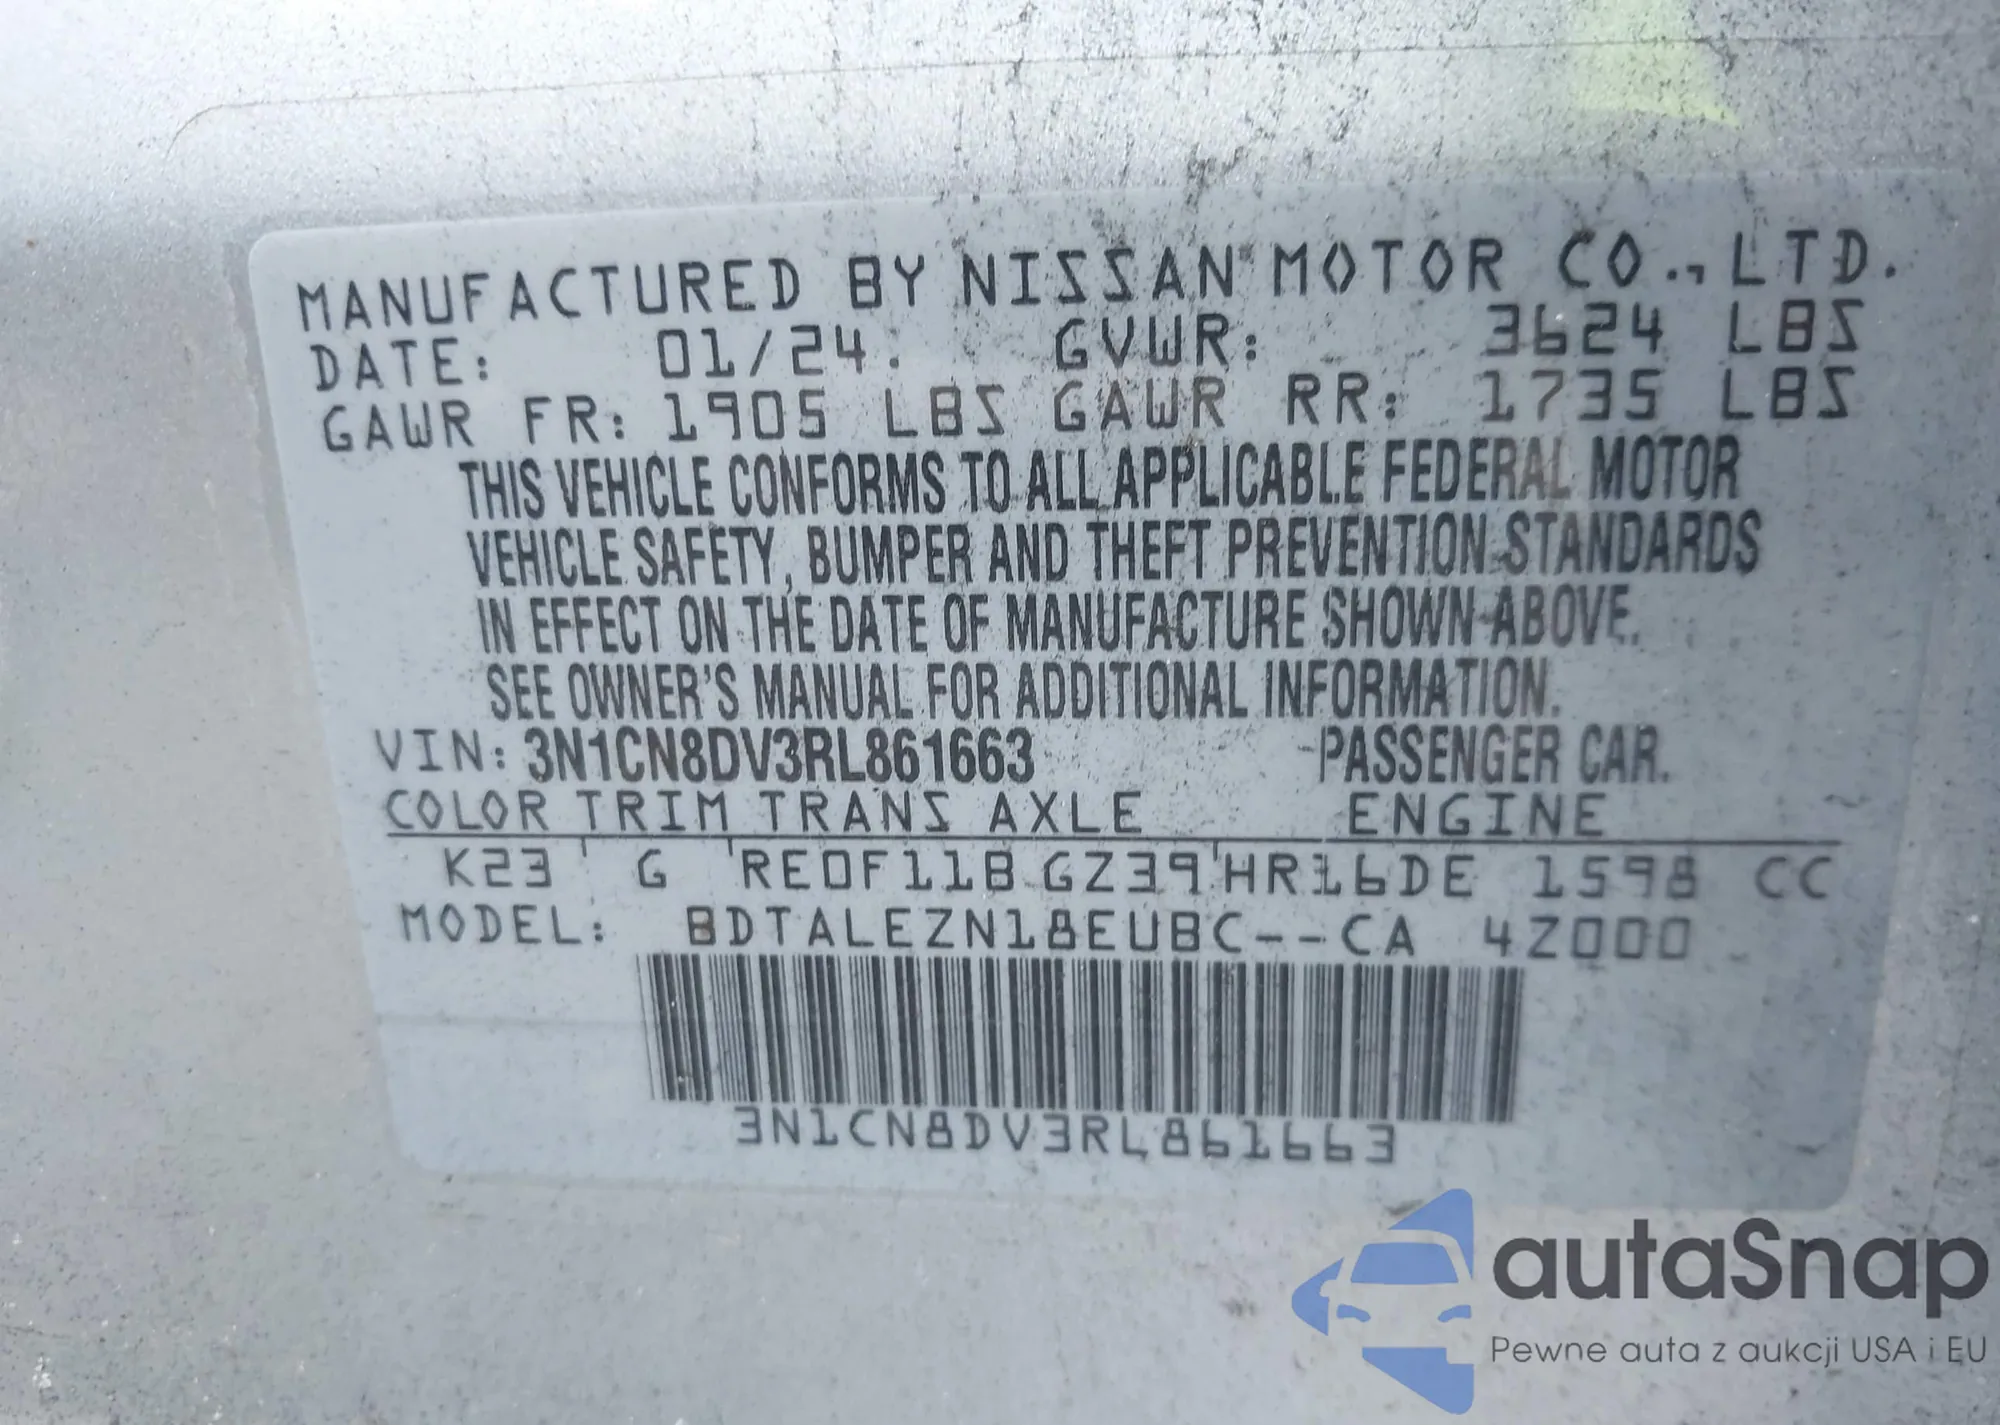 MANUFACTURED BY NISSAN MOTOR CO., LTD.
DATE: 01/24. GVWR: 3624 LBS
GAWR FR: 1905 LBS GAWR RR: 1735 LBS
THIS VEHICLE CONFORMS TO ALL APPLICABLE FEDERAL MOTOR
VEHICLE SAFETY, BUMPER AND THEFT PREVENTION STANDARDS
IN EFFECT ON THE DATE OF MANUFACTURE SHOWN ABOVE.
SEE OWNER'S MANUAL FOR ADDITIONAL INFORMATION.
VIN: 3N1CN8DV3RL861663 PASSENGER CAR.
COLOR TRIM TRANS AXLE ENGINE
K23 G RE0F11B GZ39 HR16DE 1598 CC
MODEL: BDTALEZN18EUBC--CA 4Z000
3N1CN8DV3RL861663
autaSnap
Pewne auta z aukcji USA i EU